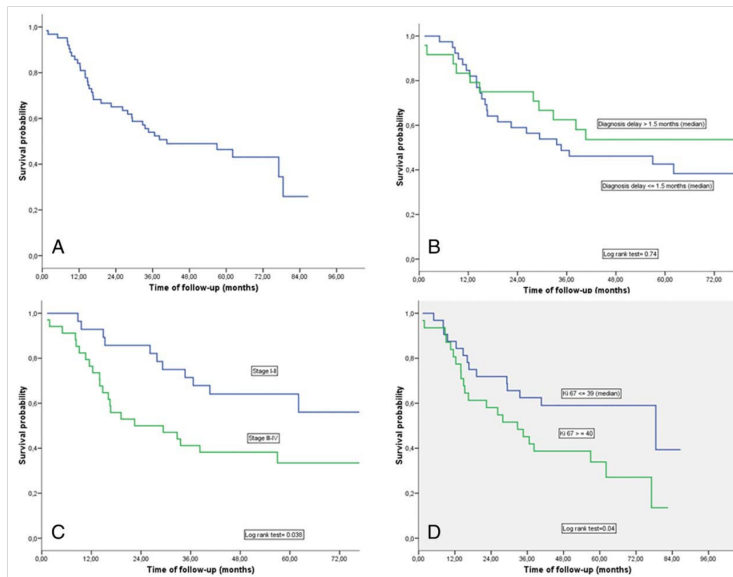 1,0
0,8
0,6
0,4
0,2
0,0
Survival probability
A
0,00 12,00 24,00 36,00 48,00 60,00 72,00 84,00 96,00
Time of follow-up (months)
1,0
0,8
0,6
0,4
0,2
0,0
Survival probability
Diagnosis delay > 1.5 months (median)
Diagnosis delay <= 1.5 months (median)
B
Log rank test= 0.74
0,00 12,00 24,00 36,00 48,00 60,00 72,00
Time of follow-up (months)
1,0
0,8
0,6
0,4
0,2
0,0
Survival probability
Stage I-II
Stage III-IV
C
Log rank test= 0.038
0,00 12,00 24,00 36,00 48,00 60,00 72,00
Time of follow-up (months)
1,0
0,8
0,6
0,4
0,2
0,0
Survival probability
Ki 67 <= 39 (median)
Ki 67 > = 40
D
Log rank test=0.04
0,00 12,00 24,00 36,00 48,00 60,00 72,00 84,00 96,00
Time of follow-up (months)